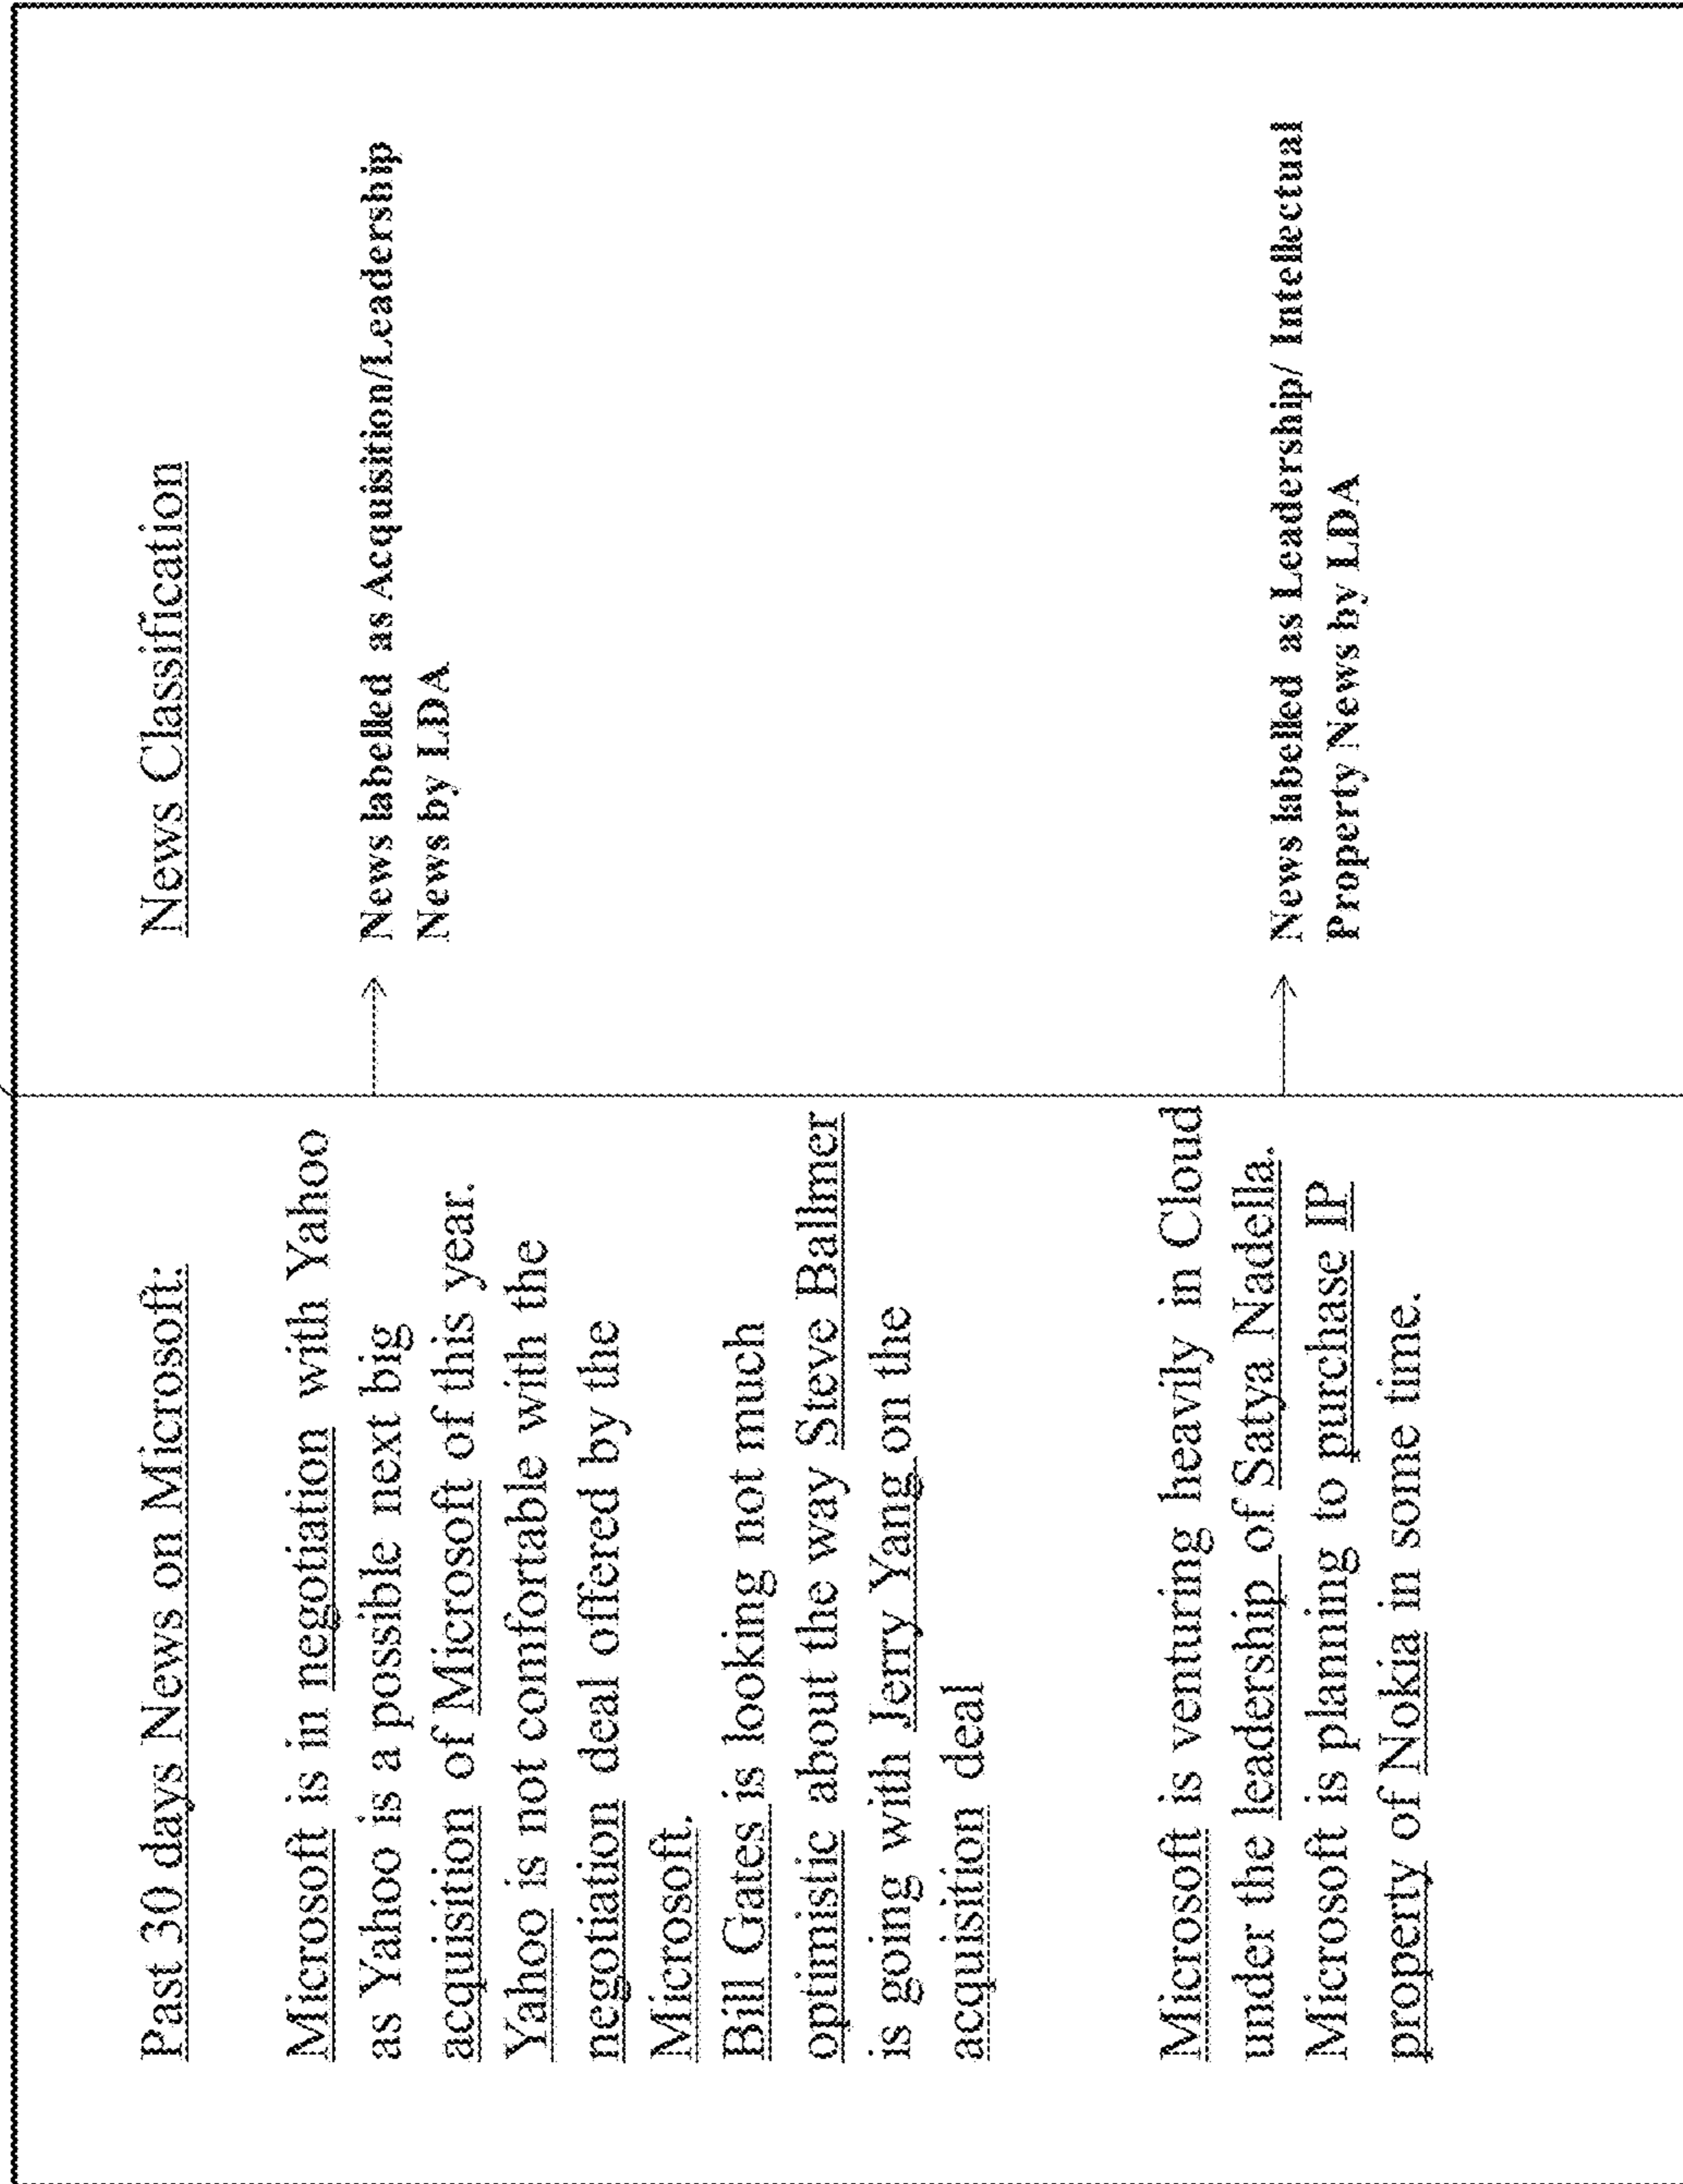 Past 30 days News on Microsoft:
Microsoft is in negotiation with Yahoo
as Yahoo is a possible next big
acquisition of Microsoft of this year.
Yahoo is not comfortable with the
negotiation deal offered by the
Microsoft.
Bill Gates is looking not much
optimistic about the way Steve Ballmer
is going with Jerry Yang on the
acquisition deal
Microsoft is venturing heavily in Cloud
under the leadership of Satya Nadella.
Microsoft is planning to purchase IP
property of Nokia in some time.
News Classification
News labelled as Acquisition/Leadership
News by LDA
News labelled as Leadership/ Intellectual
Property News by LDA